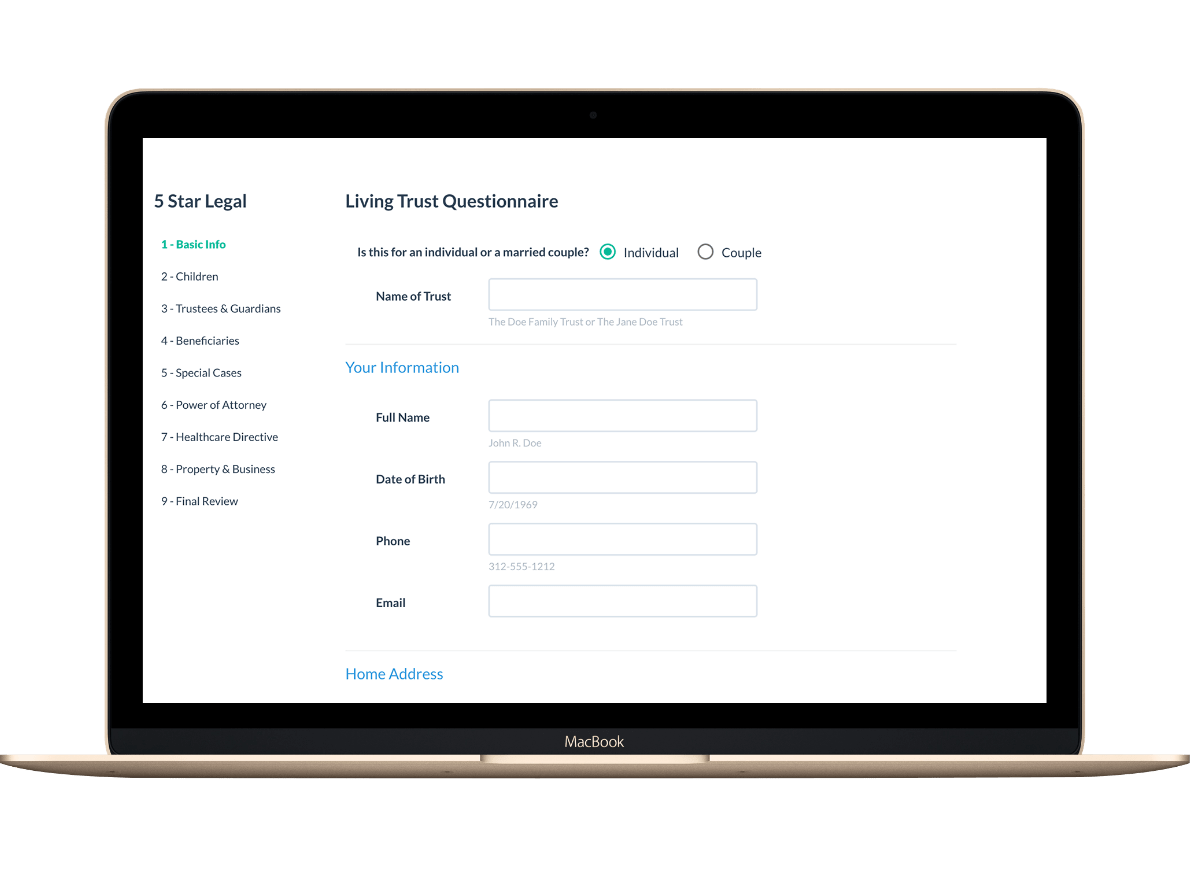 5 Star Legal
1 - Basic Info
2 - Children
3 - Trustees & Guardians
4 - Beneficiaries
5 - Special Cases
6 - Power of Attorney
7 - Healthcare Directive
8 - Property & Business
9 - Final Review
Living Trust Questionnaire
Is this for an individual or a married couple? Individual Couple
Name of Trust
The Doe Family Trust or The Jane Doe Trust
Your Information
Full Name
John R. Doe
Date of Birth
7/20/1969
Phone
312-555-1212
Email
Home Address
MacBook